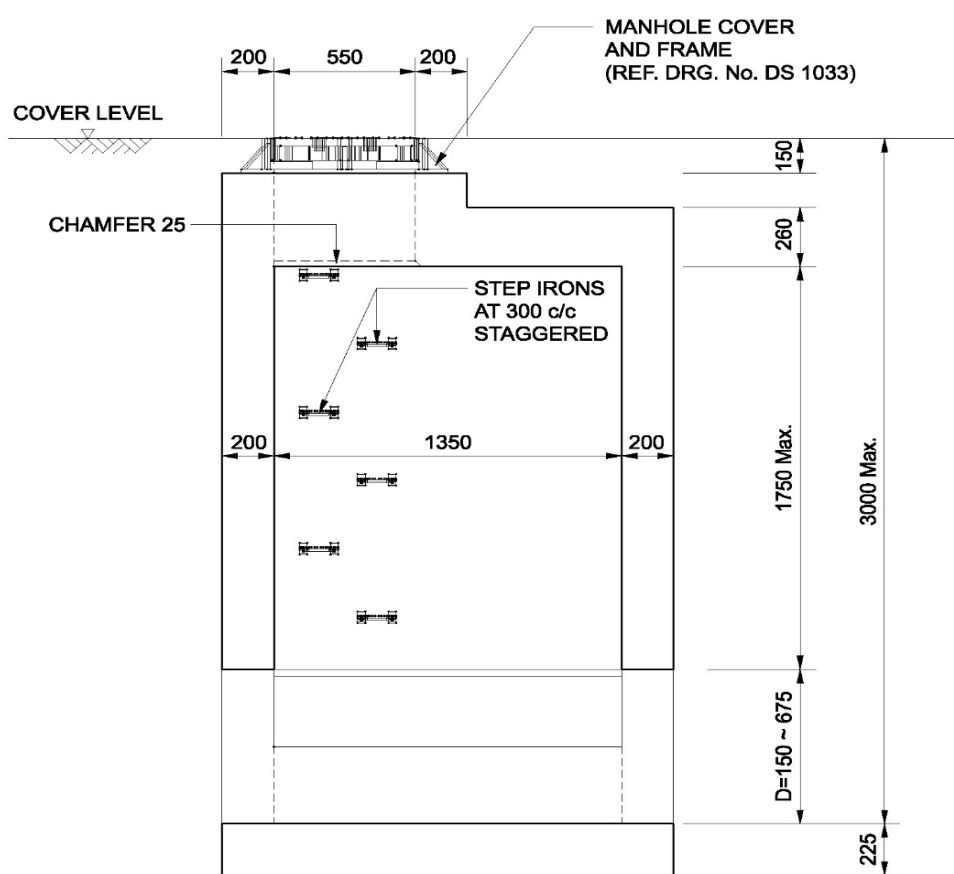 MANHOLE COVER
AND FRAME
(REF. DRG. No. DS 1033)
200
550
200
COVER LEVEL
150
CHAMFER 25
260
STEP IRONS
AT 300 c/c
STAGGERED
200
1350
200
1750 Max.
3000 Max.
D=150 ~ 675
225